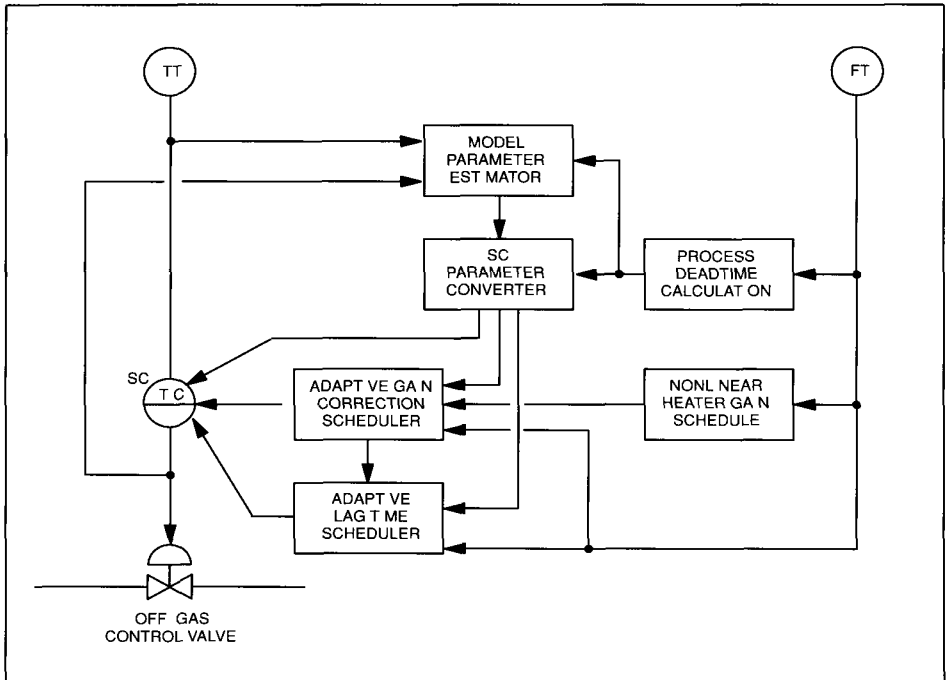 TT
FT
MODEL
PARAMETER
EST MATOR
SC
PARAMETER
CONVERTER
PROCESS
DEADTIME
CALCULAT ON
SC
T C
ADAPT VE GA N
CORRECTION
SCHEDULER
NONL NEAR
HEATER GA N
SCHEDULE
ADAPT VE
LAG T ME
SCHEDULER
OFF GAS
CONTROL VALVE